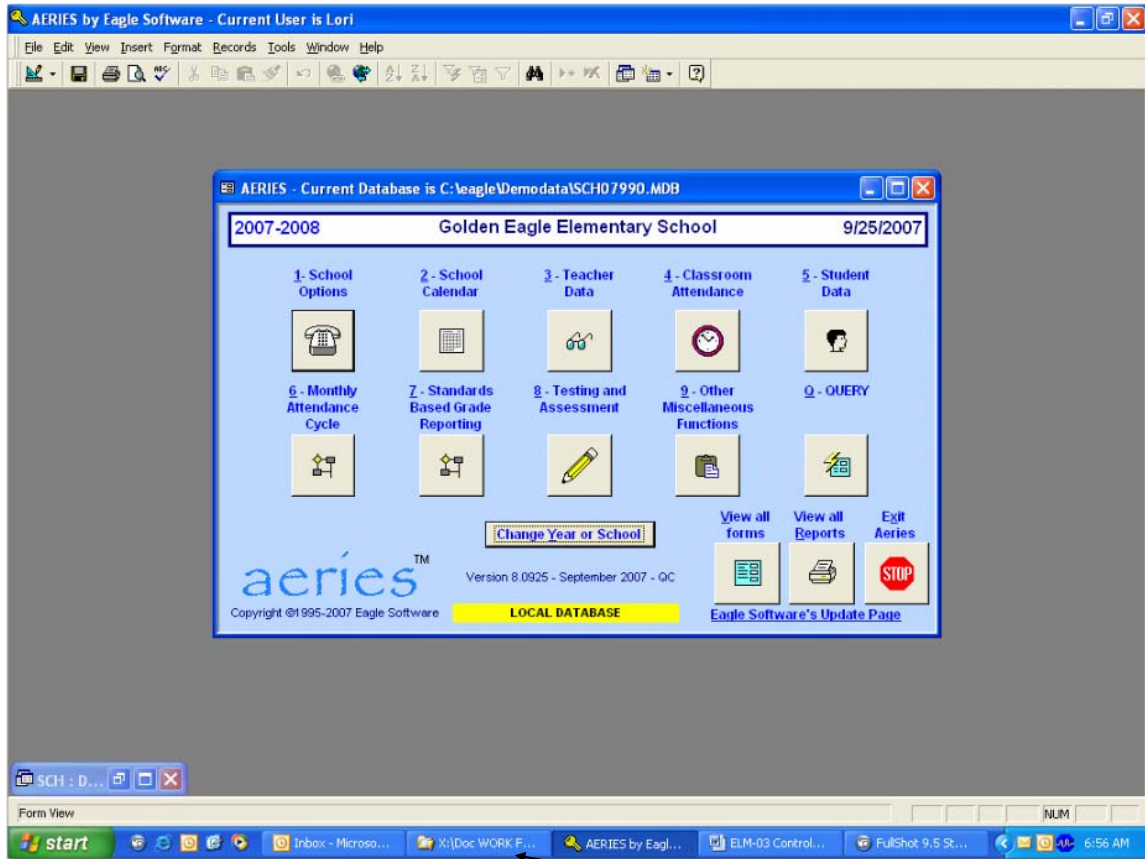 AERIES by Eagle Software - Current User is Lori
File Edit View Insert Format Records Tools Window Help
AERIES - Current Database is C:\eagle\Demodata\SCH07990.MDB
2007-2008 Golden Eagle Elementary School 9/25/2007
1- School Options
2 - School Calendar
3 - Teacher Data
4 - Classroom Attendance
5 - Student Data
6 - Monthly Attendance Cycle
7 - Standards Based Grade Reporting
8 - Testing and Assessment
9 - Other Miscellaneous Functions
Q - QUERY
Change Year or School
View all forms
View all Reports
Exit Aeries
STOP
aeries™
Version 8.0925 - September 2007 - QC
Copyright ©1995-2007 Eagle Software
LOCAL DATABASE
Eagle Software's Update Page
SCH : D...
Form View NUM
start Inbox - Microso... X:\Doc WORK F... AERIES by Eagl... ELM-03 Control... FullShot 9.5 St... 6:56 AM